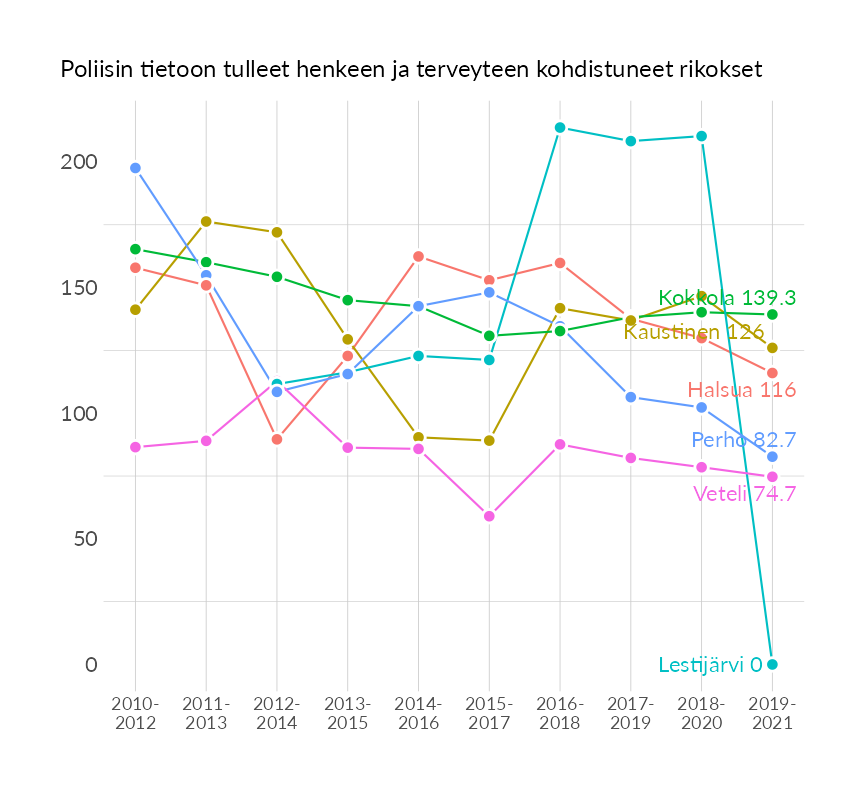 Poliisin tietoon tulleet henkeen ja terveyteen kohdistuneet rikokset
200
150
100
50
0
Kokkola 139.3
Kaustinen 126
Halsua 116
Perho 82.7
Veteli 74.7
Lestijärvi 0
2010- 2011- 2012- 2013- 2014- 2015- 2016- 2017- 2018- 2019-
2012 2013 2014 2015 2016 2017 2018 2019 2020 2021